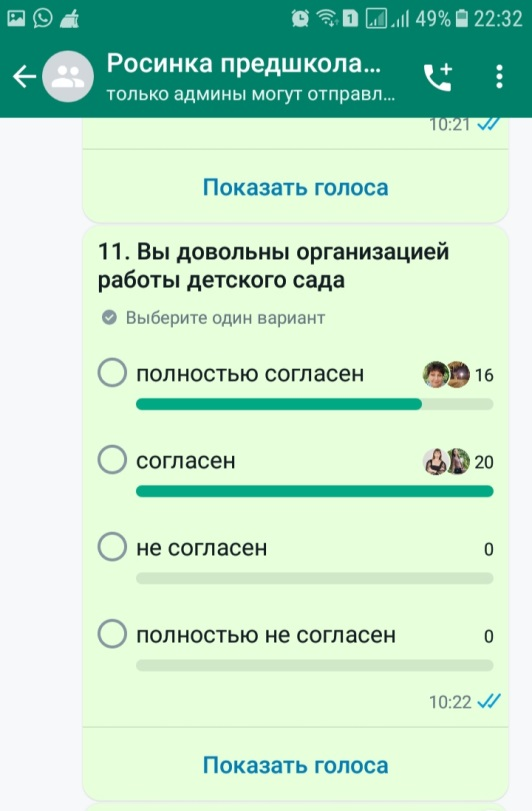 49% 22:32
Росинка предшкола...
только админы могут отправл...
10:21
Показать голоса
11. Вы довольны организацией
работы детского сада
Выберите один вариант
полностью согласен 16
согласен 20
не согласен 0
полностью не согласен 0
10:22
Показать голоса